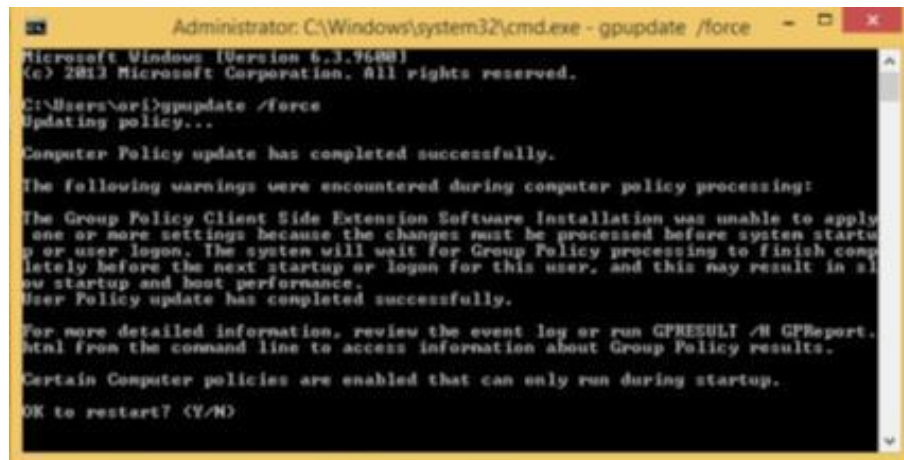 Administrator: C:\Windows\system32\cmd.exe - gpupdate /force
Microsoft Windows [Version 6.3.9600]
(c) 2013 Microsoft Corporation. All rights reserved.
C:\Users\ori>gpupdate /force
Updating policy...
Computer Policy update has completed successfully.
The following warnings were encountered during computer policy processing:
The Group Policy Client Side Extension Software Installation was unable to apply
one or more settings because the changes must be processed before system startu
p or user logon. The system will wait for Group Policy processing to finish comp
letely before the next startup or logon for this user, and this may result in sl
ow startup and boot performance.
User Policy update has completed successfully.
For more detailed information, review the event log or run GPRESULT /H GPReport.
html from the command line to access information about Group Policy results.
Certain Computer policies are enabled that can only run during startup.
OK to restart? (Y/N)